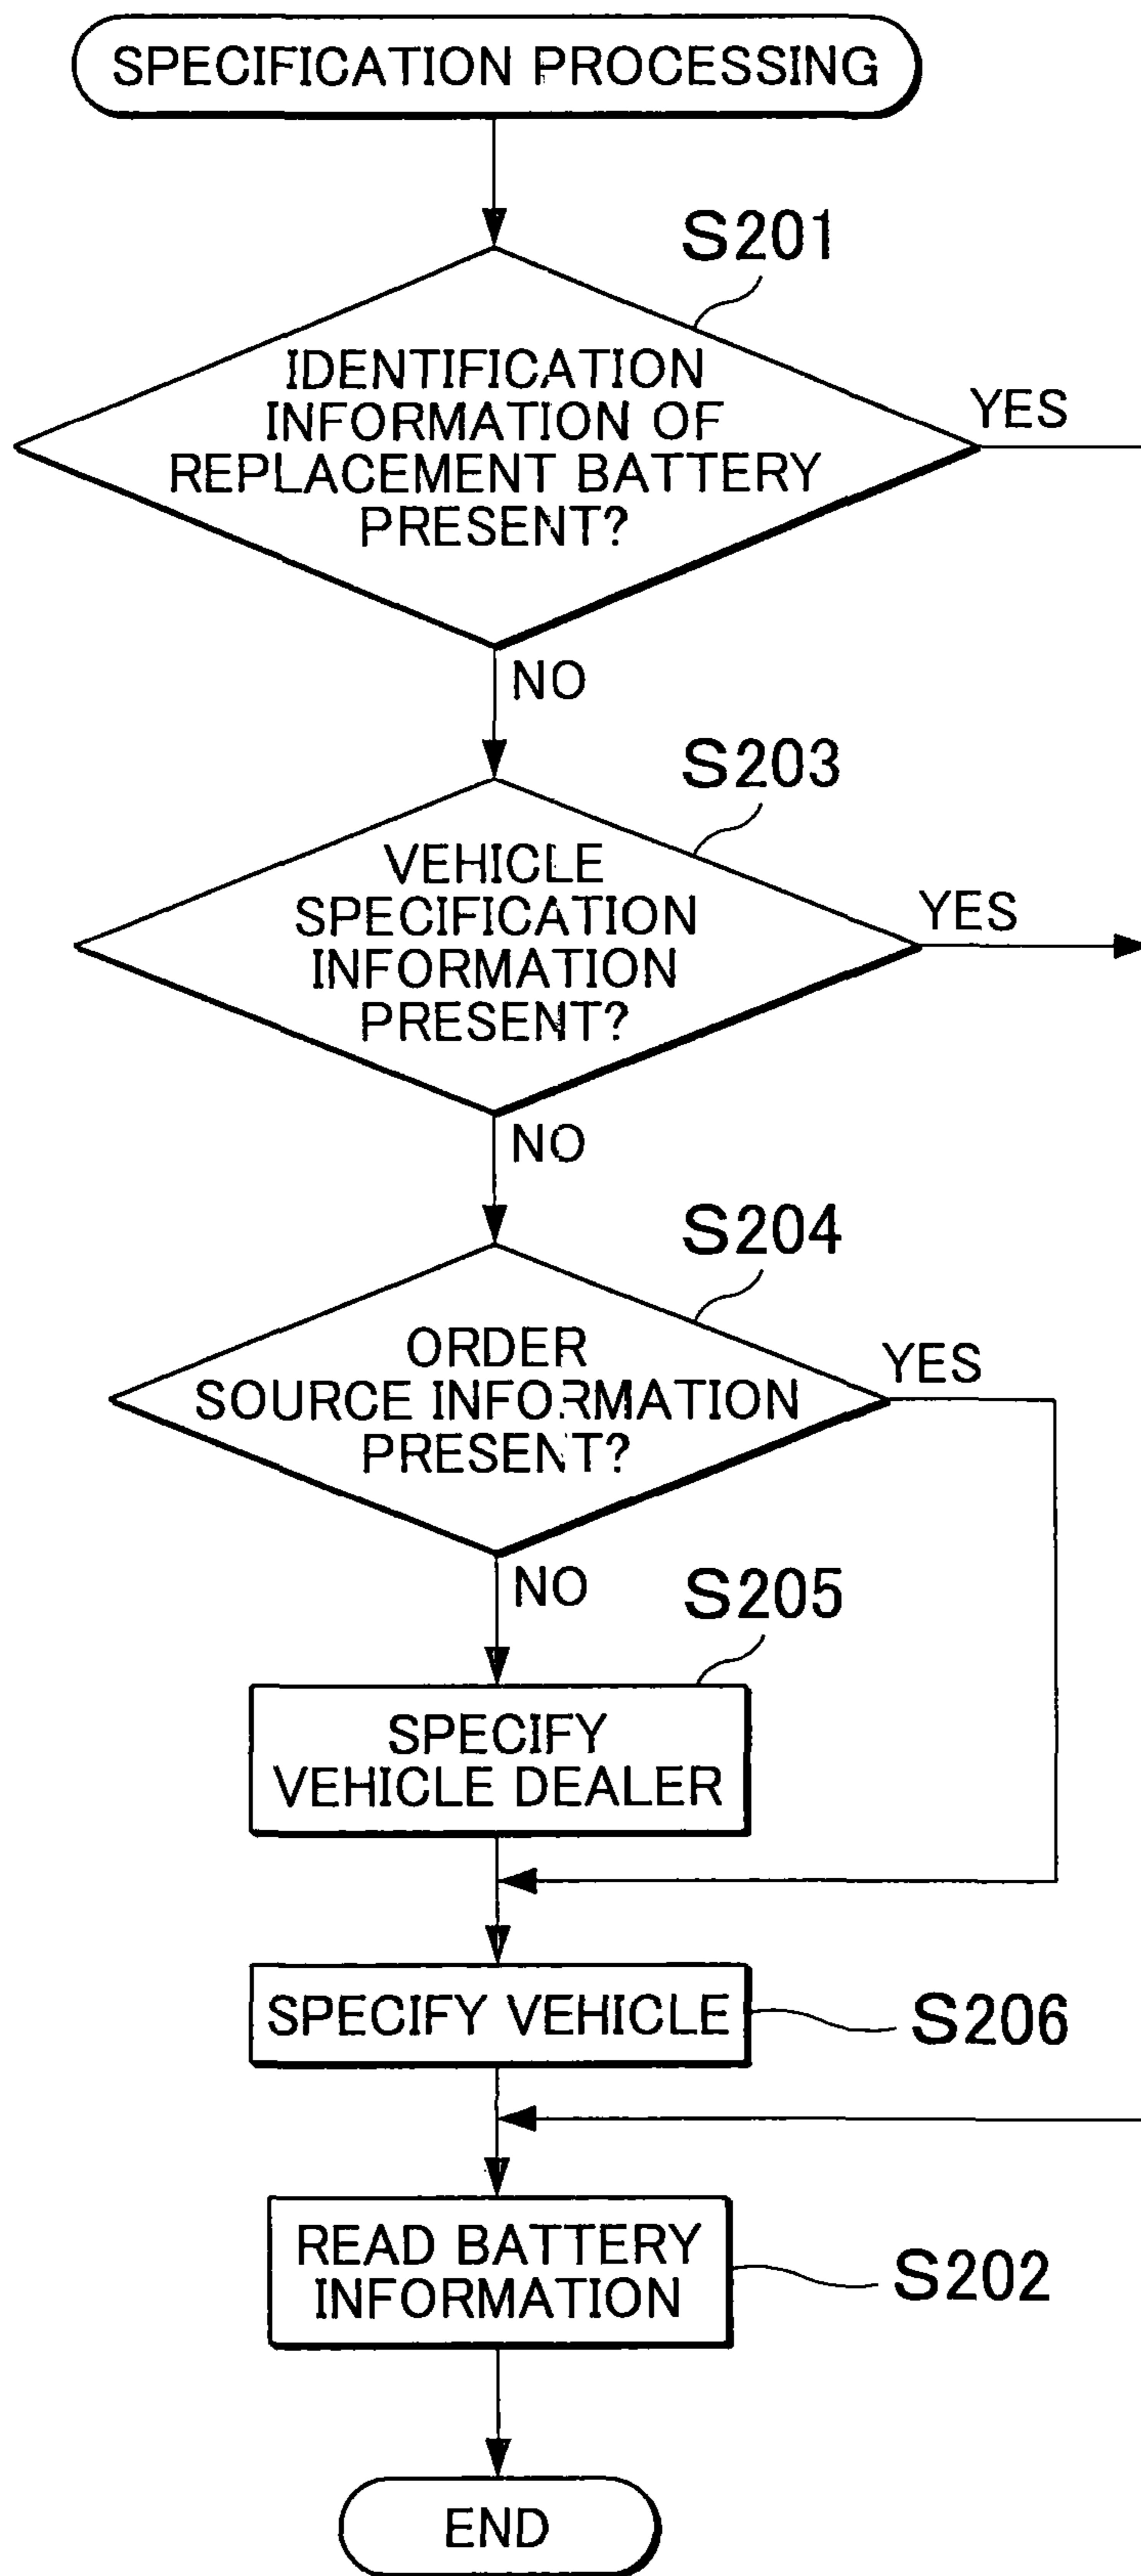 SPECIFICATION PROCESSING
S201
IDENTIFICATION
INFORMATION OF
REPLACEMENT BATTERY
PRESENT?
YES
NO
S203
VEHICLE
SPECIFICATION
INFORMATION
PRESENT?
YES
NO
S204
ORDER
SOURCE INFORMATION
PRESENT?
YES
NO
S205
SPECIFY
VEHICLE DEALER
SPECIFY VEHICLE
S206
READ BATTERY
INFORMATION
S202
END